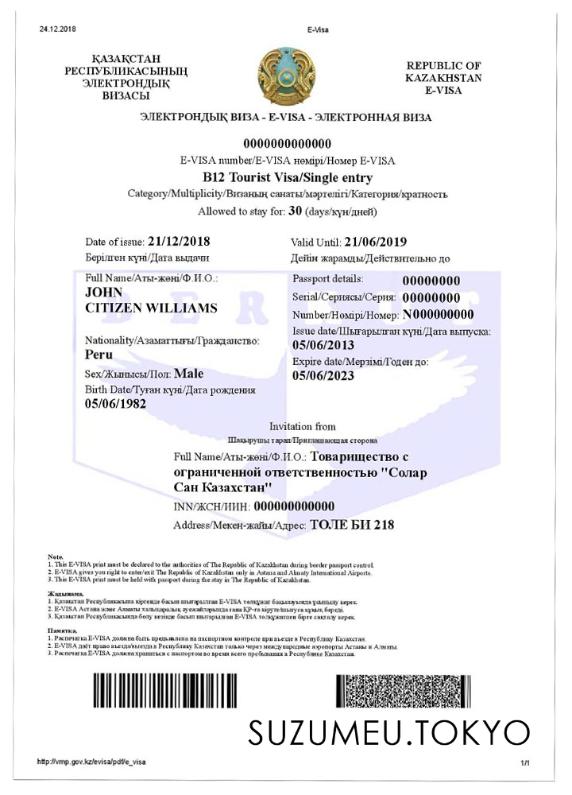 24.12.2018
E-Visa
ҚАЗАҚСТАН
РЕСПУБЛИКАСЫНЫҢ
ЭЛЕКТРОНДЫҚ
ВИЗАСЫ
REPUBLIC OF
KAZAKHSTAN
E-VISA
ЭЛЕКТРОНДЫҚ ВИЗА - E-VISA - ЭЛЕКТРОННАЯ ВИЗА
0000000000000
E-VISA number/E-VISA нөмірі/Номер E-VISA
B12 Tourist Visa/Single entry
Category/Multiplicity/Визаның санаты/мәртелігі/Категория/кратность
Allowed to stay for: 30 (days/күн/дней)
Date of issue: 21/12/2018
Берілген күні/Дата выдачи
Valid Until: 21/06/2019
Дейін жарамды/Действительно до
Full Name/Аты-жөні/Ф.И.О.:
JOHN
CITIZEN WILLIAMS
Nationality/Азаматтығы/Гражданство:
Peru
Sex/Жынысы/Пол: Male
Birth Date/Туған күні/Дата рождения
05/06/1982
Passport details: 00000000
Serial/Сериясы/Серия: 00000000
Number/Нөмірі/Номер: N000000000
Issue date/Шығарылған күні/Дата выпуска:
05/06/2013
Expire date/Мерзімі/Годен до:
05/06/2023
Invitation from
Шақырушы тарап/Приглашающая сторона
Full Name/Аты-жөні/Ф.И.О.: Товарищество с
ограниченной ответственностью "Солар
Сан Казахстан"
INN/ЖСН/ИИН: 000000000000
Address/Мекен-жайы/Адрес: ТОЛЕ БИ 218
Note.
1. This E-VISA print must be declared to the authorities of The Republic of Kazakhstan during border passport control.
2. E-VISA gives you right to enter/exit The Republic of Kazakhstan only in Astana and Almaty International Airports.
3. This E-VISA print must be held with passport during the stay in The Republic of Kazakhstan.
Жадынама.
1. Қазақстан Республикасына кіргенде басып шығарылған E-VISA төлқұжат бақылауында ұсынылу керек.
2. E-VISA Астана және Алматы халықаралық әуежайларында ғана ҚР-ға кіруге/шығуға құқық береді.
3. Қазақстан Республикасында болу кезінде басып шығарылған E-VISA төлқұжатпен бірге сақталу керек.
Памятка.
1. Распечатка E-VISA должна быть предъявлена на паспортном контроле при въезде в Республику Казахстан.
2. E-VISA даёт право въезда/выезда в Республику Казахстан только через международные аэропорты Астаны и Алматы.
3. Распечатка E-VISA должна храниться с паспортом во время всего пребывания в Республике Казахстан.
SUZUMEU.TOKYO
http://vmp.gov.kz/evisa/pdf/e_visa
1/1